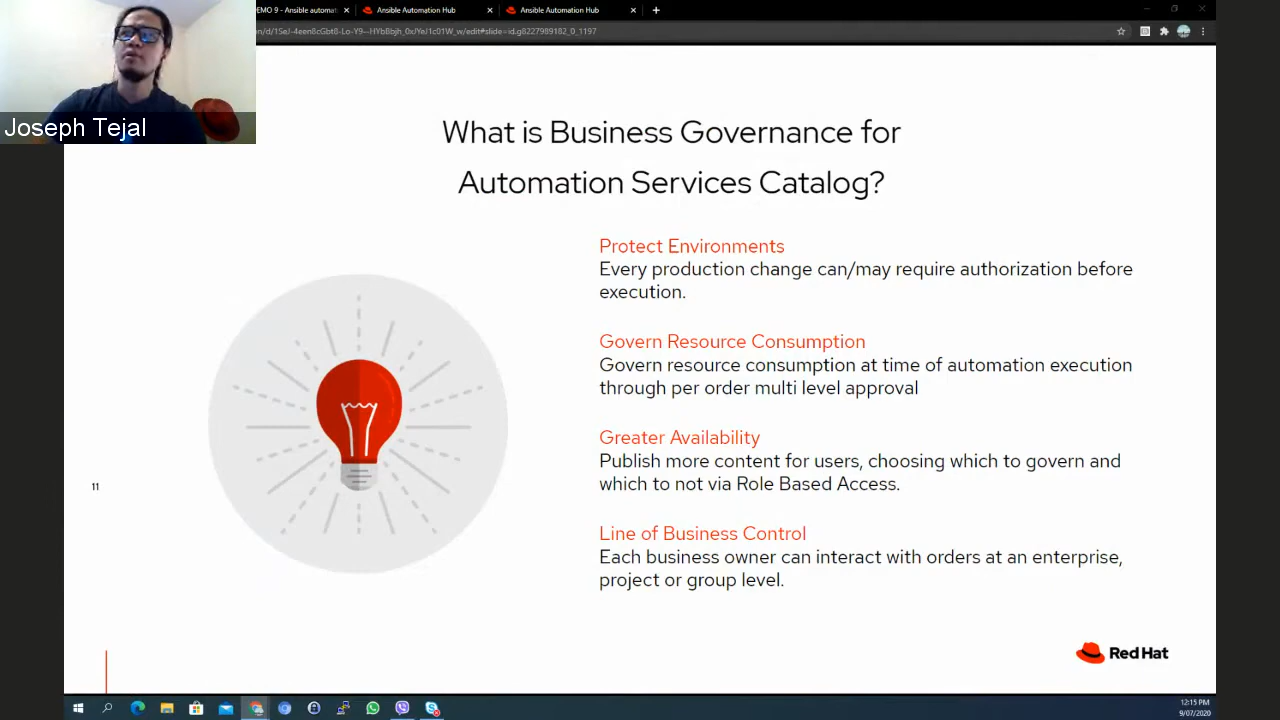 DEMO 9 - Ansible automat
Ansible Automation Hub
Ansible Automation Hub
Joseph Tejal
What is Business Governance for
Automation Services Catalog?
Protect Environments
Every production change can/may require authorization before
execution.
Govern Resource Consumption
Govern resource consumption at time of automation execution
through per order multi level approval
Greater Availability
Publish more content for users, choosing which to govern and
which to not via Role Based Access.
Line of Business Control
Each business owner can interact with orders at an enterprise,
project or group level.
11
Red Hat
12:15 PM
9/07/2020